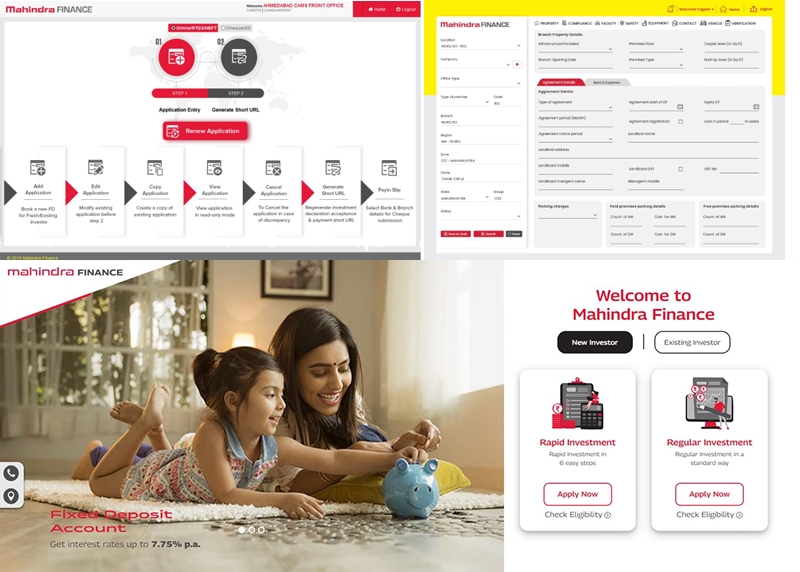 Mahindra FINANCE
Welcome AHMEDABAD CAMS FRONT OFFICE
Home
Logout
Online/RTGS/NEFT
Cheque/DD
01
02
STEP 1
STEP 2
Application Entry
Generate Short URL
Renew Application
Add
Application
Book a new FD
for Fresh/Existing
investor
Edit
Application
Modify existing
application before
step 2
Copy
Application
Create a copy of
existing application
View
Application
View application
in read-only mode
Cancel
Application
To Cancel the
application in case
of discrepancy
Generate
Short URL
Regenerate investment
declaration acceptance
& payment short URL
Payin Slip
Select Bank & Branch
details for Cheque
submission
© 2018 Mahindra Finance
Home
Logout
Mahindra FINANCE
PROPERTY
COMPLIANCE
FACILITY
SAFETY
EQUIPMENT
CONTACT
VEHICLE
VERIFICATION
Location
Company
Office Type
Type of premise
Code
Branch
Region
Zone
Circle
THANE CIRCLE
State
MAHARASHTRA
Group
Status
Save as Draft
Submit
Reset
Branch Property Details
Infrastructure Provided
Premises floor
Carpet area (in Sq.ft)
Branch Opening Date
Premise Type
Built up Area (in Sq.ft)
Agreement Details
Rent & Expense
Aggrement Details
Type of agreement
Agreement start of DT
Expiry DT
Agreement period (Month)
Agreement registration
Lock in period
in years
Agreement notice period
Landlord name
Landlord address
Landlord mobile
Landlord GST
GST No
Landlord manger's name
Manager's mobile
Parking charges
Paid premises parking details
Count of 4W
Cost for 4W
Count of 2W
Cost for 2W
Free premises parking details
Count of 4W
Count of 2W
mahindra FINANCE
Fixed Deposit
Account
Get interest rates up to 7.75% p.a.
Welcome to
Mahindra Finance
New Investor
Existing Investor
Rapid Investment
Rapid Investment in
6 easy steps
Apply Now
Check Eligibility
Regular Investment
Regular Investment in a
standard way
Apply Now
Check Eligibility